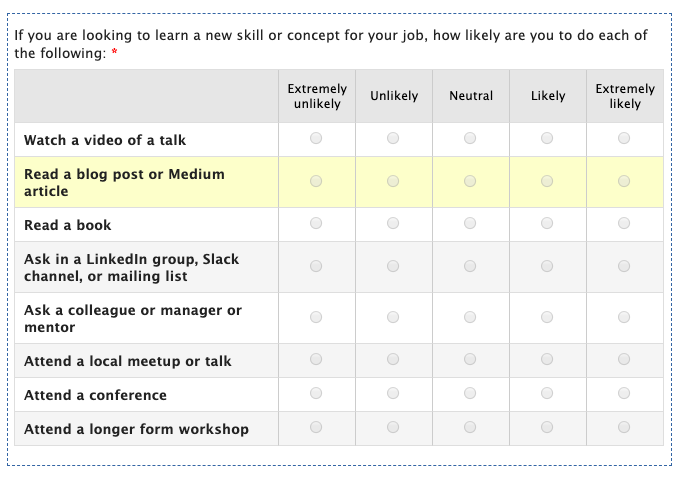 If you are looking to learn a new skill or concept for your job, how likely are you to do each of
the following: *
Extremely unlikely Unlikely Neutral Likely Extremely likely
Watch a video of a talk
Read a blog post or Medium
article
Read a book
Ask in a LinkedIn group, Slack
channel, or mailing list
Ask a colleague or manager or
mentor
Attend a local meetup or talk
Attend a conference
Attend a longer form workshop